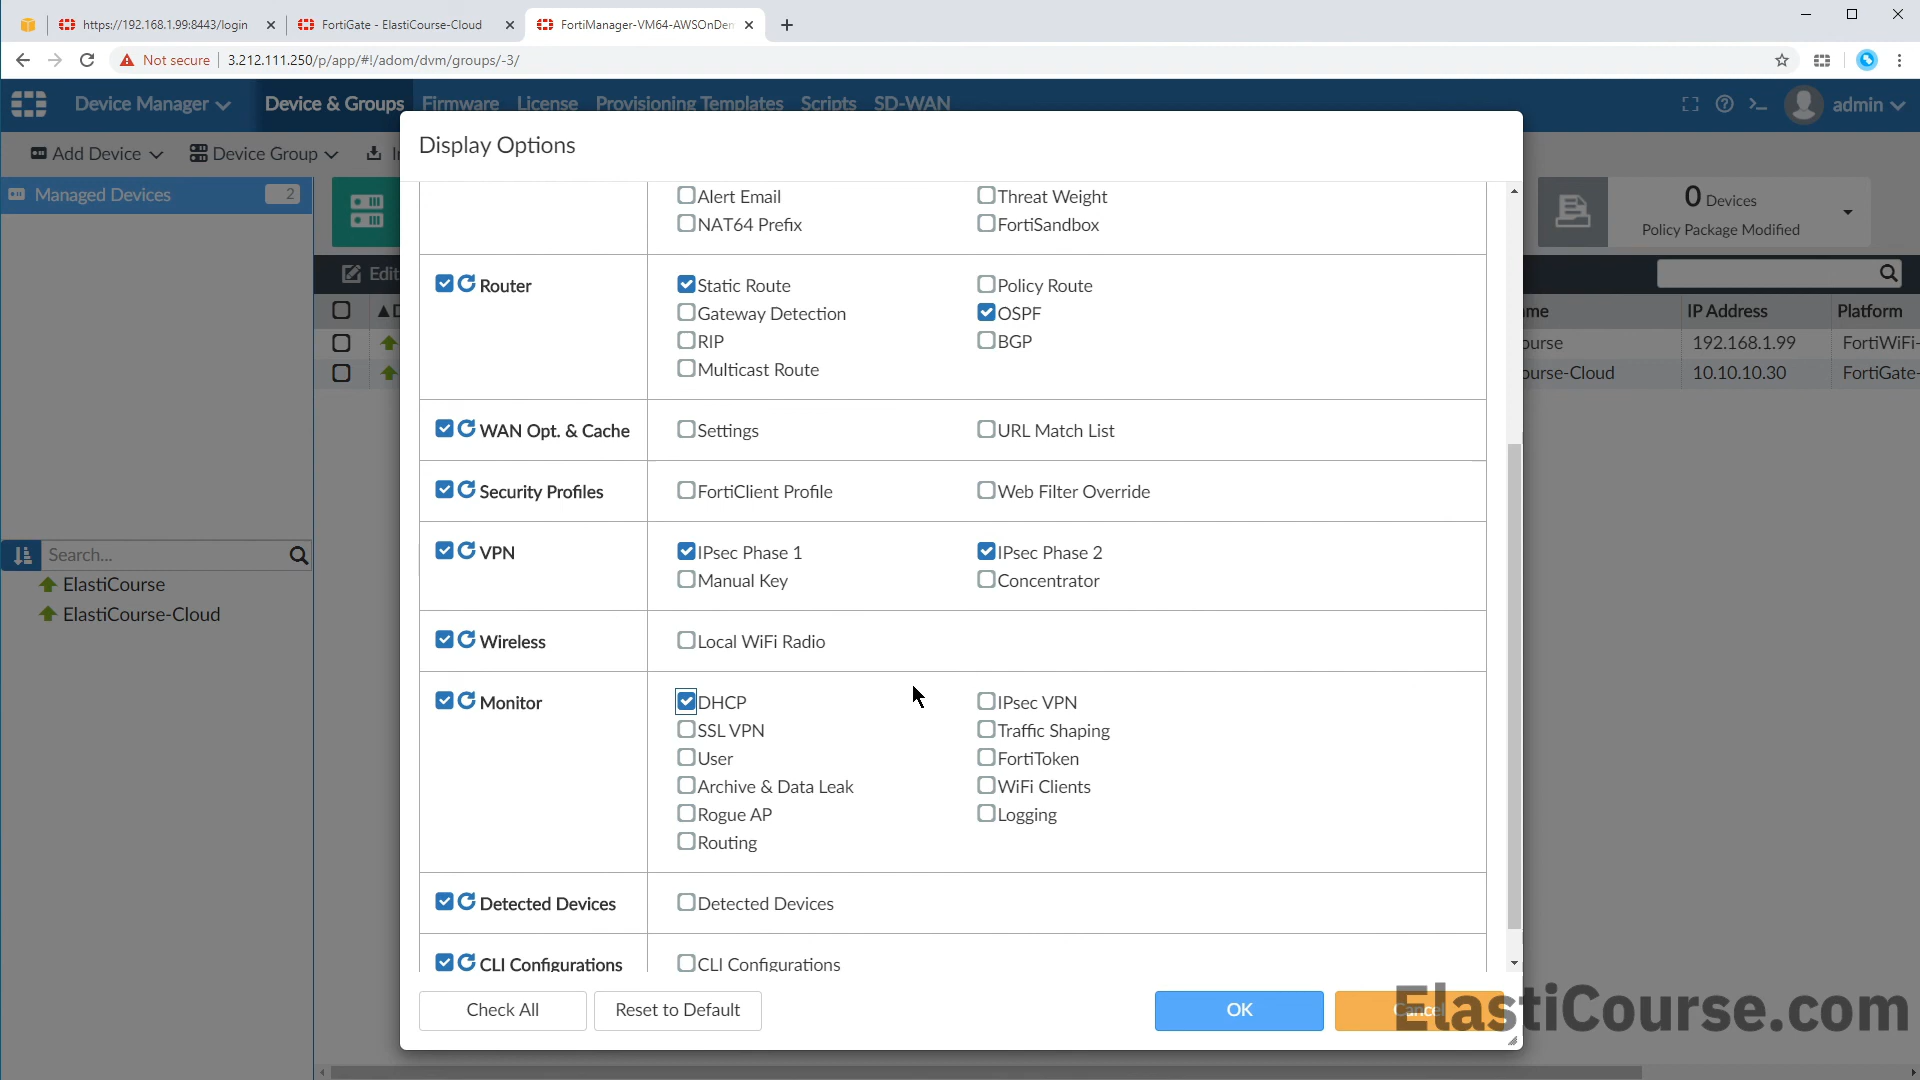 https://192.168.1.99:8443/login
FortiGate - ElastiCourse-Cloud
FortiManager-VM64-AWSOnDem
Not secure
3.212.111.250/p/app/#!/adom/dvm/groups/-3/
Device Manager
Device & Groups
Firmware
License
Provisioning Templates
Scripts
SD-WAN
admin
Add Device
Device Group
Managed Devices
2
0 Devices
Policy Package Modified
Edit
IP Address
Platform
192.168.1.99
FortiWiFi-
ourse-Cloud
10.10.10.30
FortiGate-
Search...
ElastiCourse
ElastiCourse-Cloud
Display Options
Alert Email
Threat Weight
NAT64 Prefix
FortiSandbox
Router
Static Route
Policy Route
Gateway Detection
OSPF
RIP
BGP
Multicast Route
WAN Opt. & Cache
Settings
URL Match List
Security Profiles
FortiClient Profile
Web Filter Override
VPN
IPsec Phase 1
IPsec Phase 2
Manual Key
Concentrator
Wireless
Local WiFi Radio
Monitor
DHCP
IPsec VPN
SSL VPN
Traffic Shaping
User
FortiToken
Archive & Data Leak
WiFi Clients
Rogue AP
Logging
Routing
Detected Devices
Detected Devices
CLI Configurations
CLI Configurations
Check All
Reset to Default
OK
Cancel
ElastiCourse.com